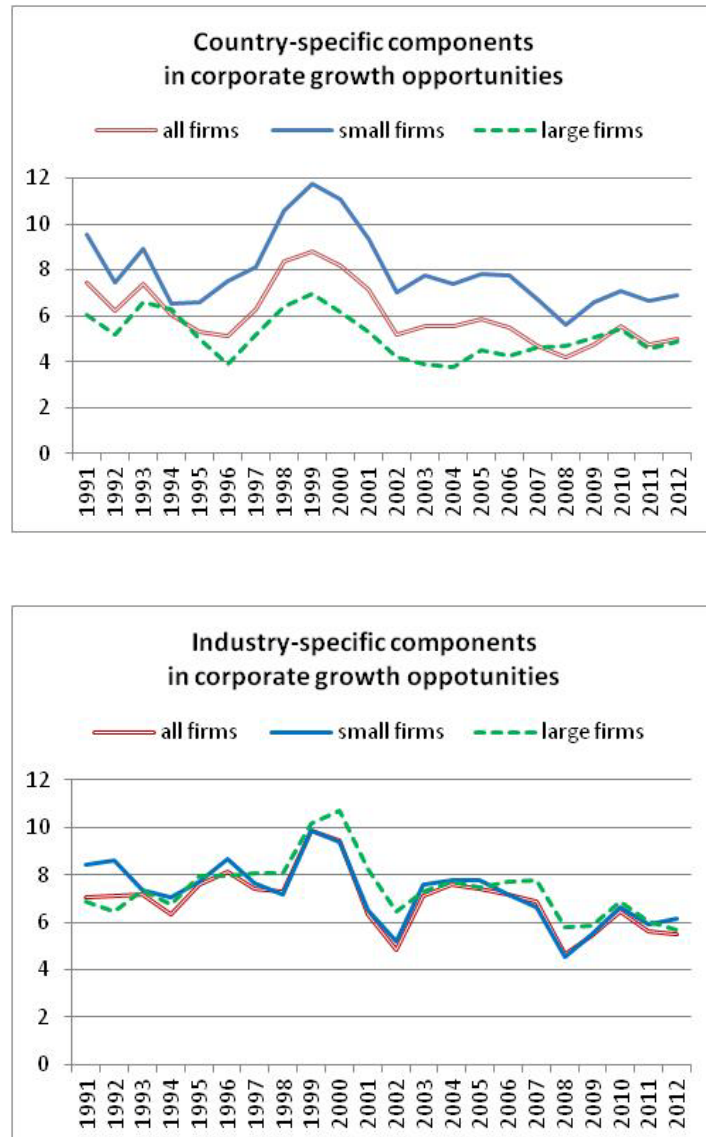 Country-specific components
in corporate growth opportunities
all firms small firms large firms
12
10
8
6
4
2
0
1991 1992 1993 1994 1995 1996 1997 1998 1999 2000 2001 2002 2003 2004 2005 2006 2007 2008 2009 2010 2011 2012
Industry-specific components
in corporate growth oppotunities
all firms small firms large firms
12
10
8
6
4
2
0
1991 1992 1993 1994 1995 1996 1997 1998 1999 2000 2001 2002 2003 2004 2005 2006 2007 2008 2009 2010 2011 2012